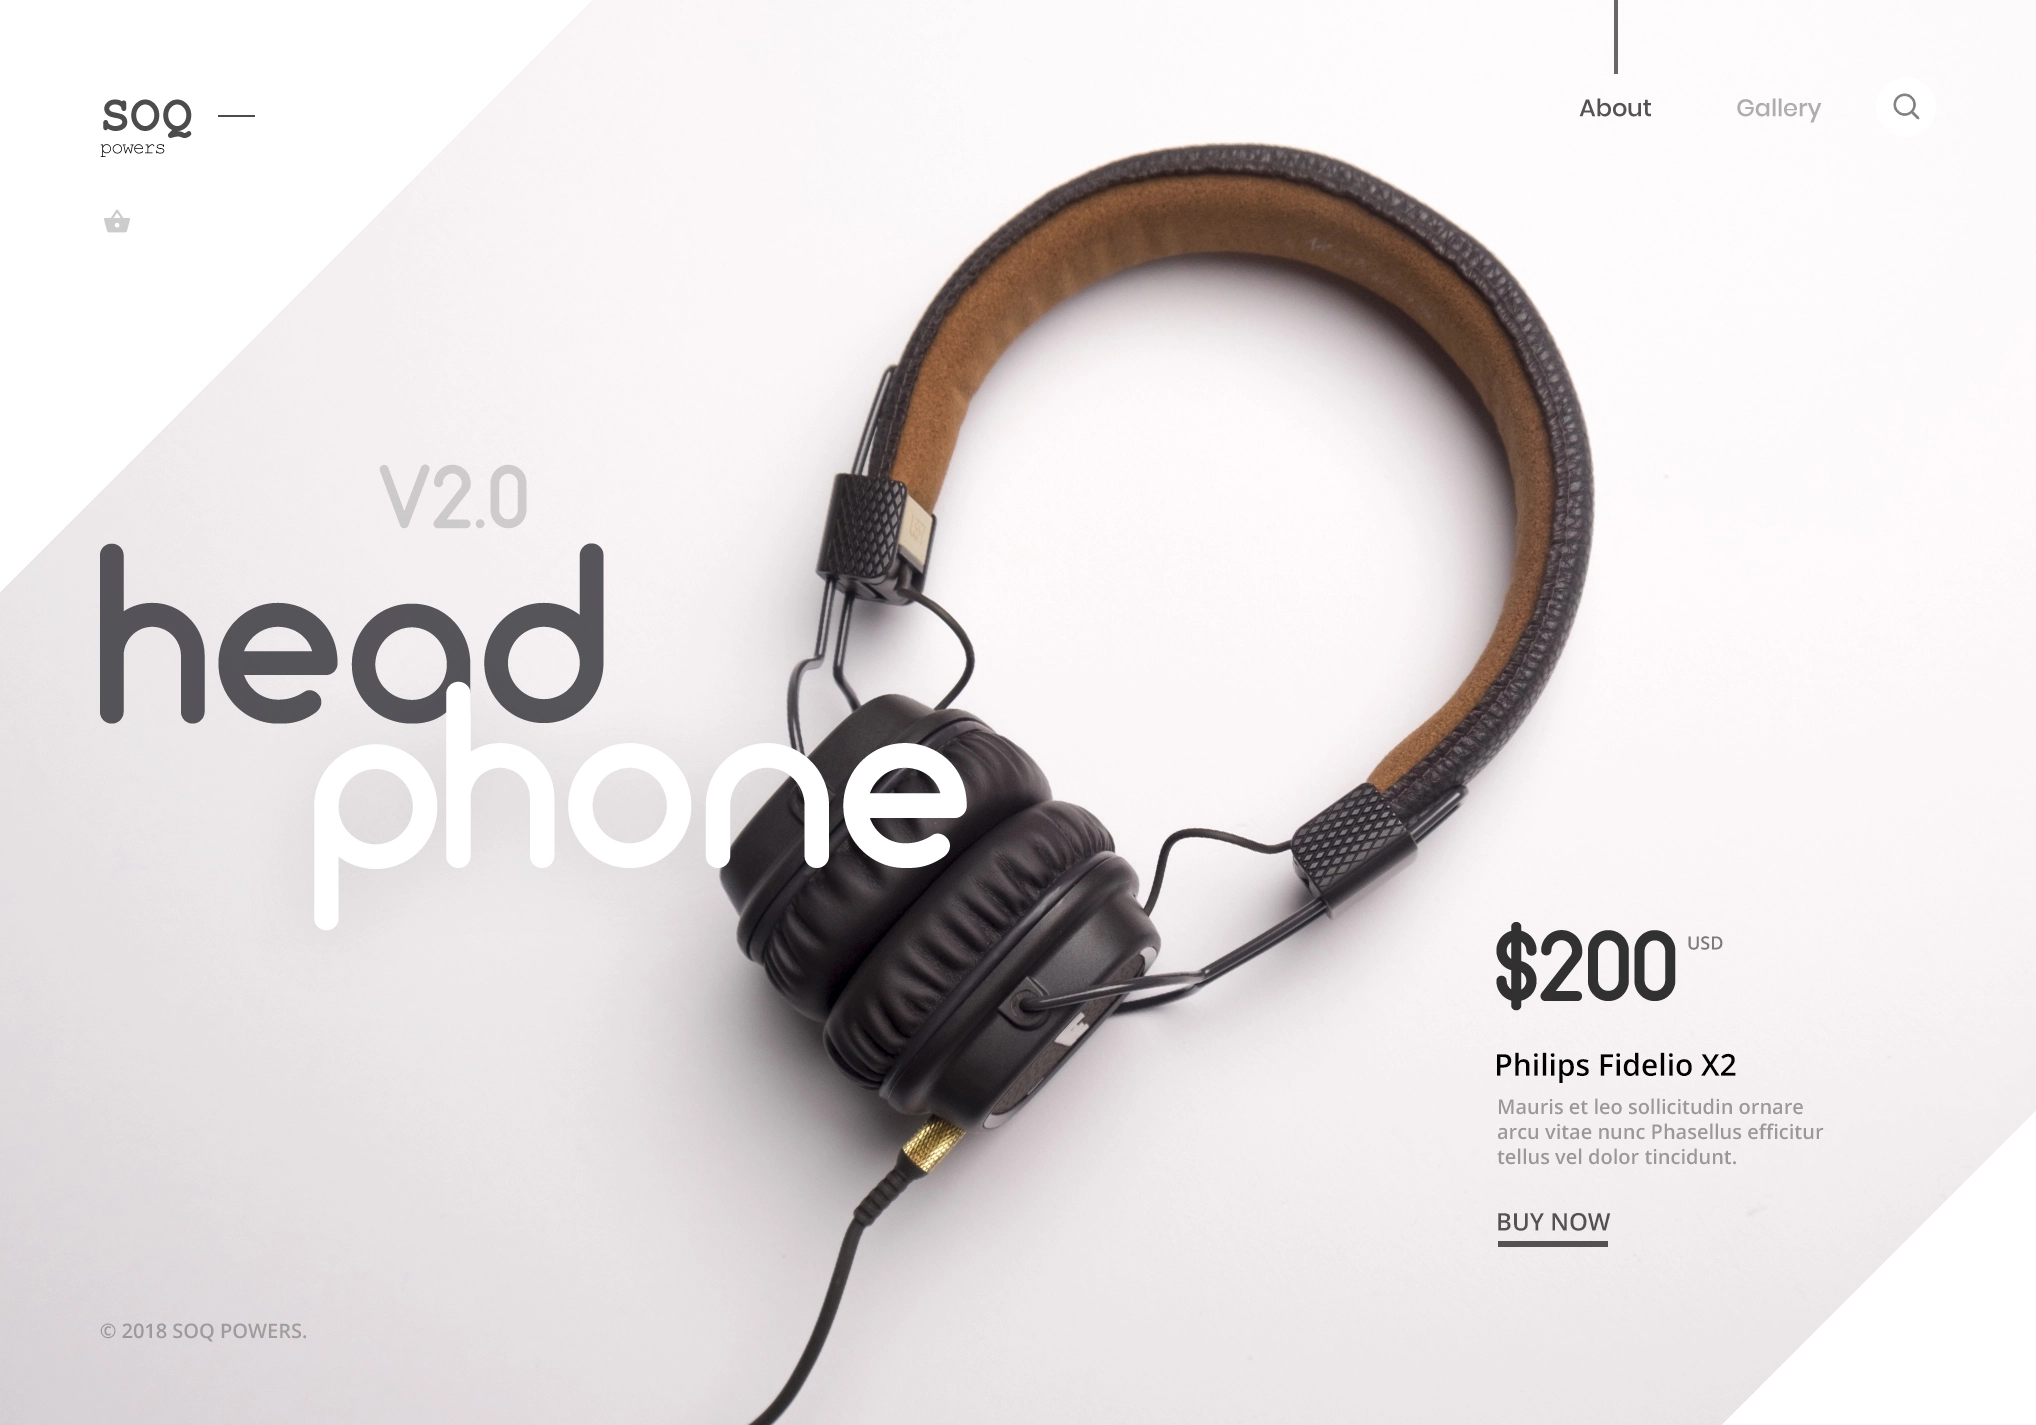 SOQ
powers
About
Gallery
V2.0
head
phone
$200 USD
Philips Fidelio X2
Mauris et leo sollicitudin ornare
arcu vitae nunc Phasellus efficitur
tellus vel dolor tincidunt.
BUY NOW
© 2018 SOQ POWERS.